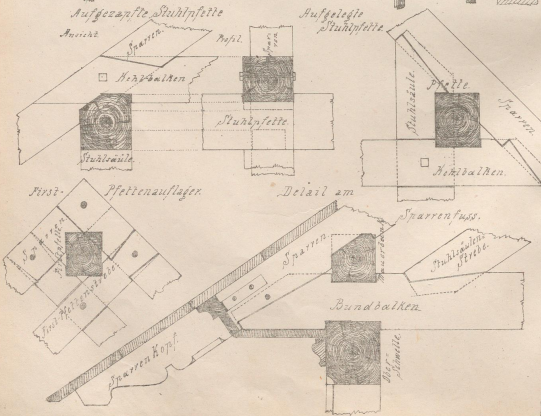 Aufgezapfte Stuhlpfette
Ansicht
Sparren.
Profil.
Sparren
Kehlbalken
Stuhlpfette.
Stuhlsäule.
Aufgelegte
Stuhlpfette.
Stuhlsäule.
Pfette
Sparren.
Kehlbalken.
First-Pfettenauflager.
Sparren
Firstpfettenstrebe.
Detail am
Sparrenfuss.
Sparren.
Stuhlsäulen
Strebe.
Bundbalken.
Sparrenkopf.
Schwelle.